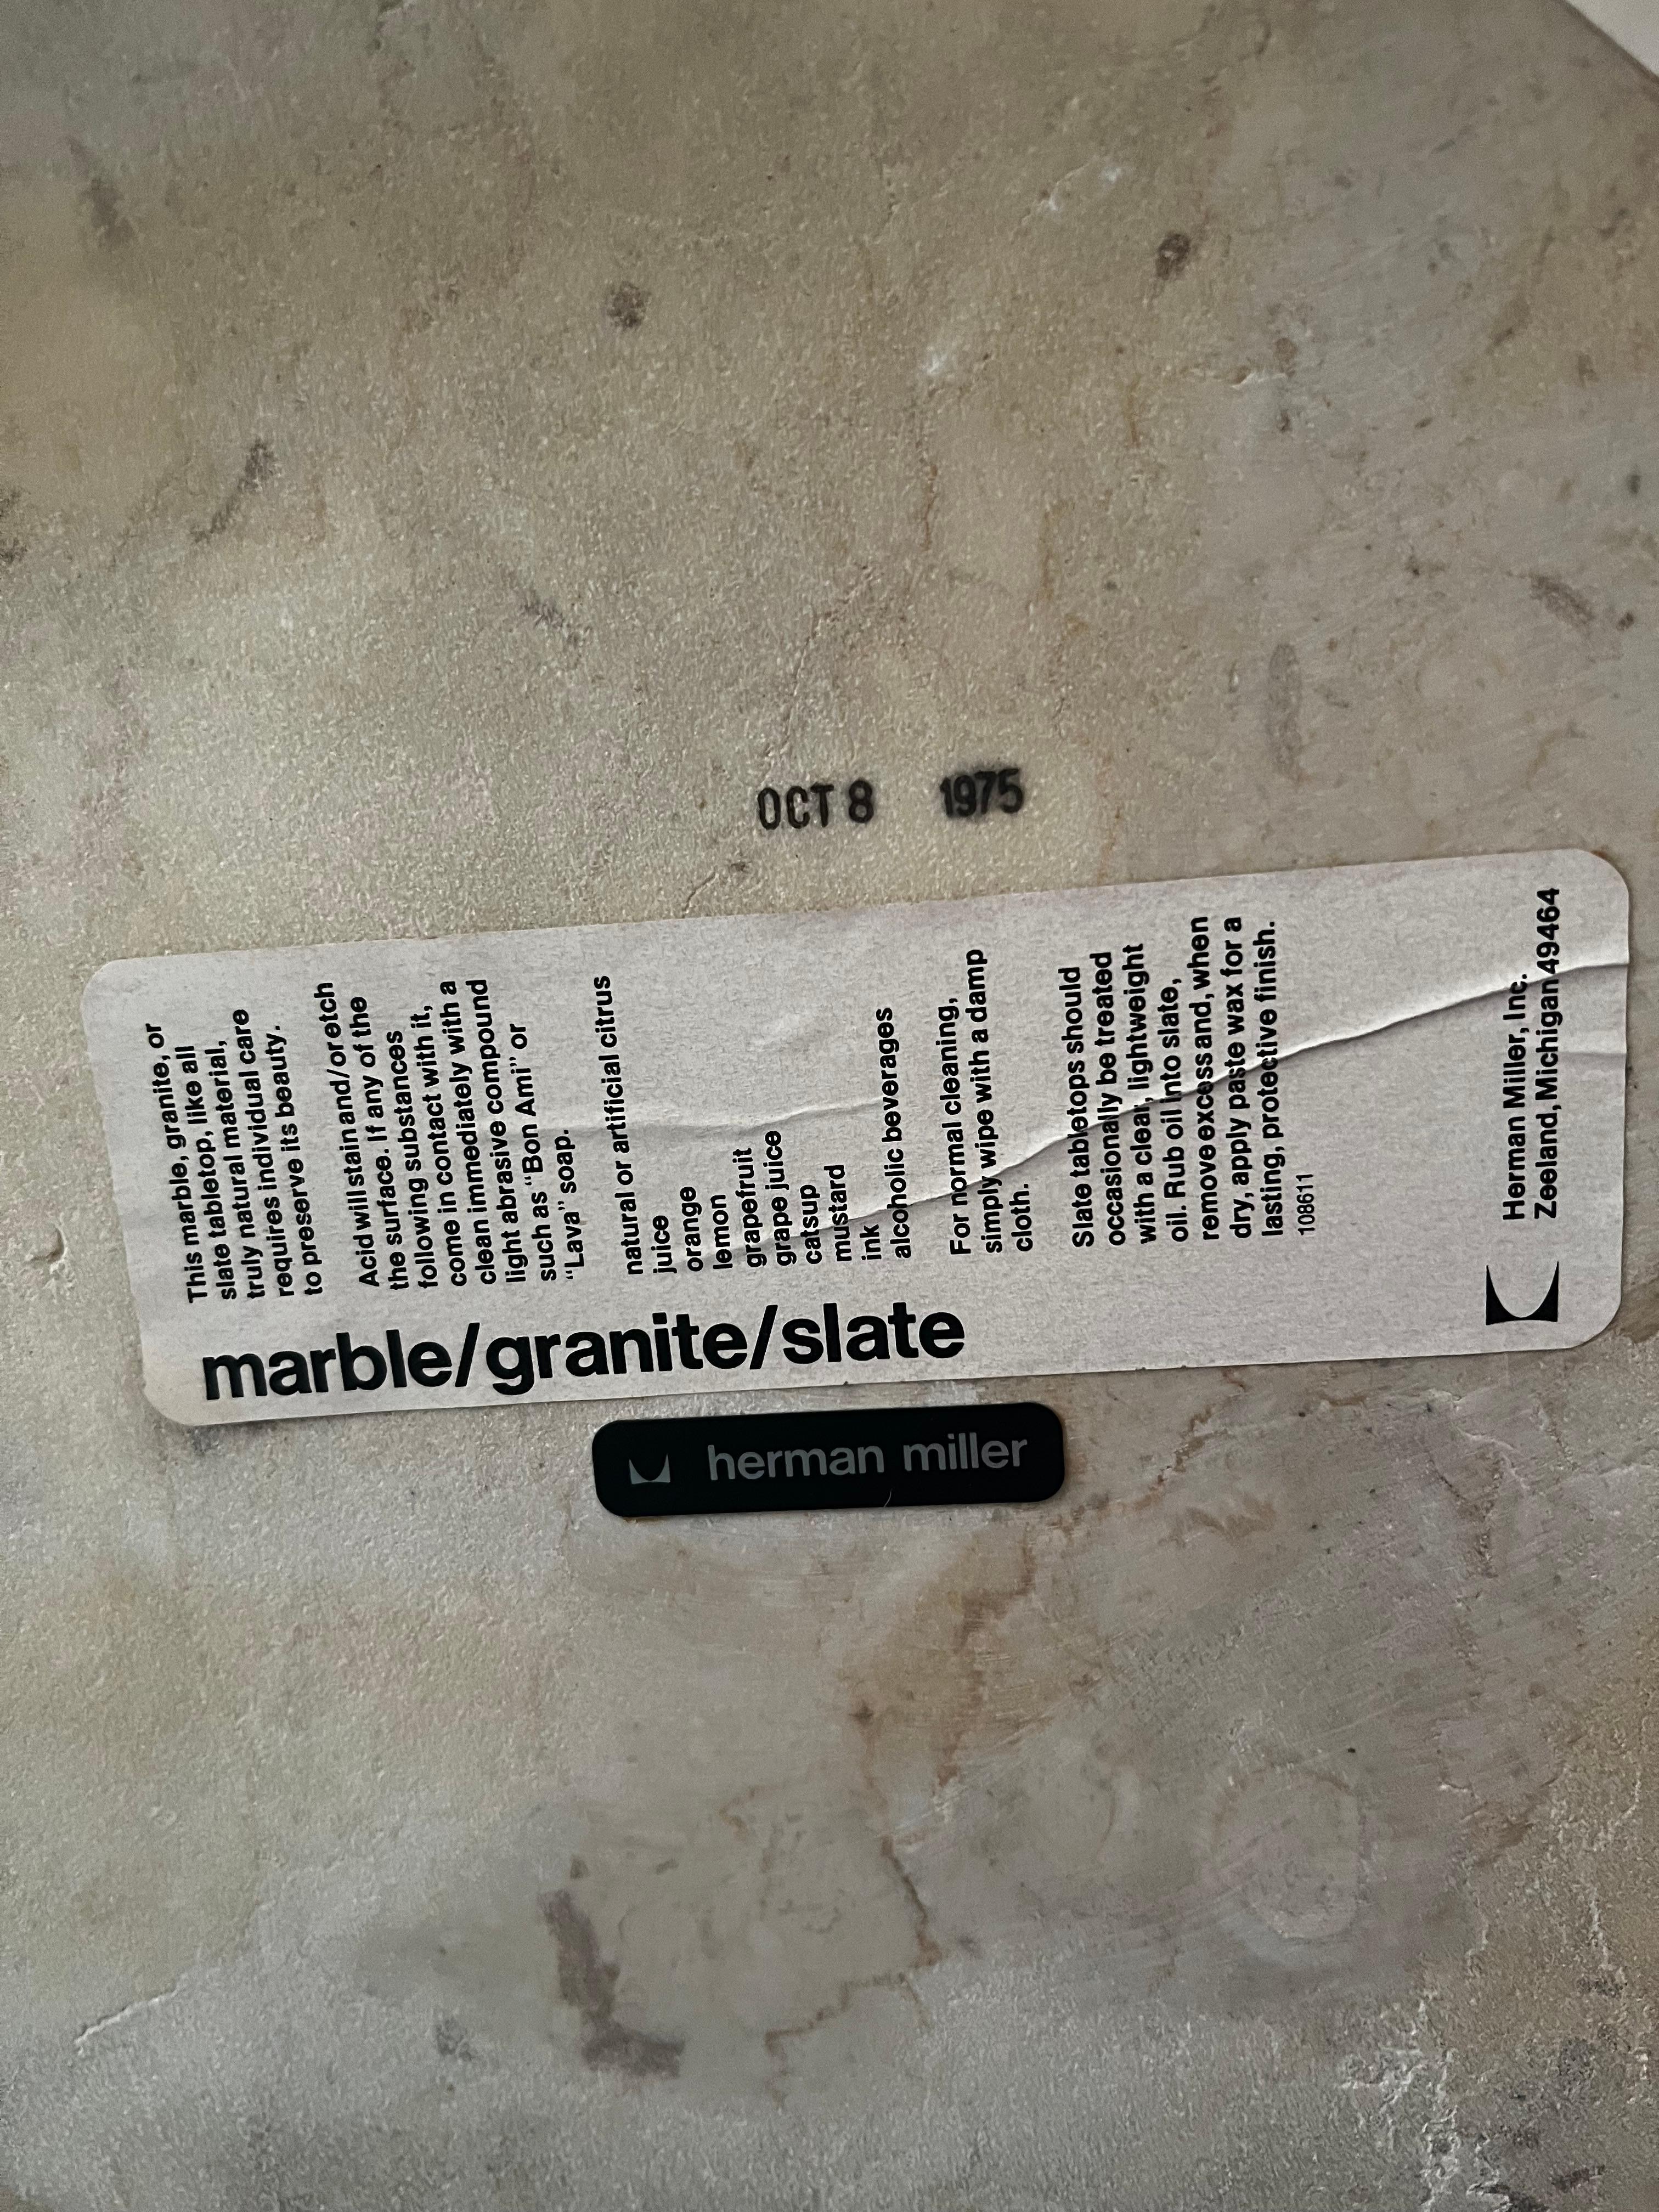 OCT 8 1975
marble/granite/slate
This marble, granite, or
slate tabletop, like all
truly natural material,
requires individual care
to preserve its beauty.
Acid will stain and/or etch
the surface. If any of the
following substances
come in contact with it,
clean immediately with a
light abrasive compound
such as “Bon Ami” or
“Lava” soap.
natural or artificial citrus
juice
orange
lemon
grapefruit
grape juice
catsup
mustard
ink
alcoholic beverages
For normal cleaning,
simply wipe with a damp
cloth.
Slate tabletops should
occasionally be treated
with a clear, lightweight
oil. Rub oil into slate,
remove excess and, when
dry, apply paste wax for a
lasting, protective finish.
108611
Herman Miller, Inc.
Zeeland, Michigan 49464
herman miller